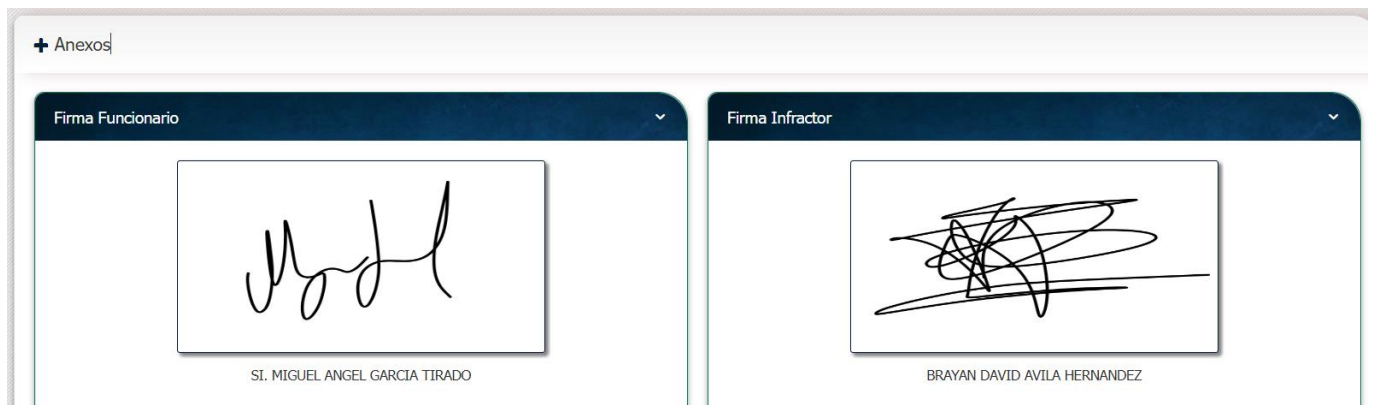 Anexos
Firma Funcionario
Firma Infractor
SI. MIGUEL ANGEL GARCIA TIRADO
BRAYAN DAVID AVILA HERNANDEZ